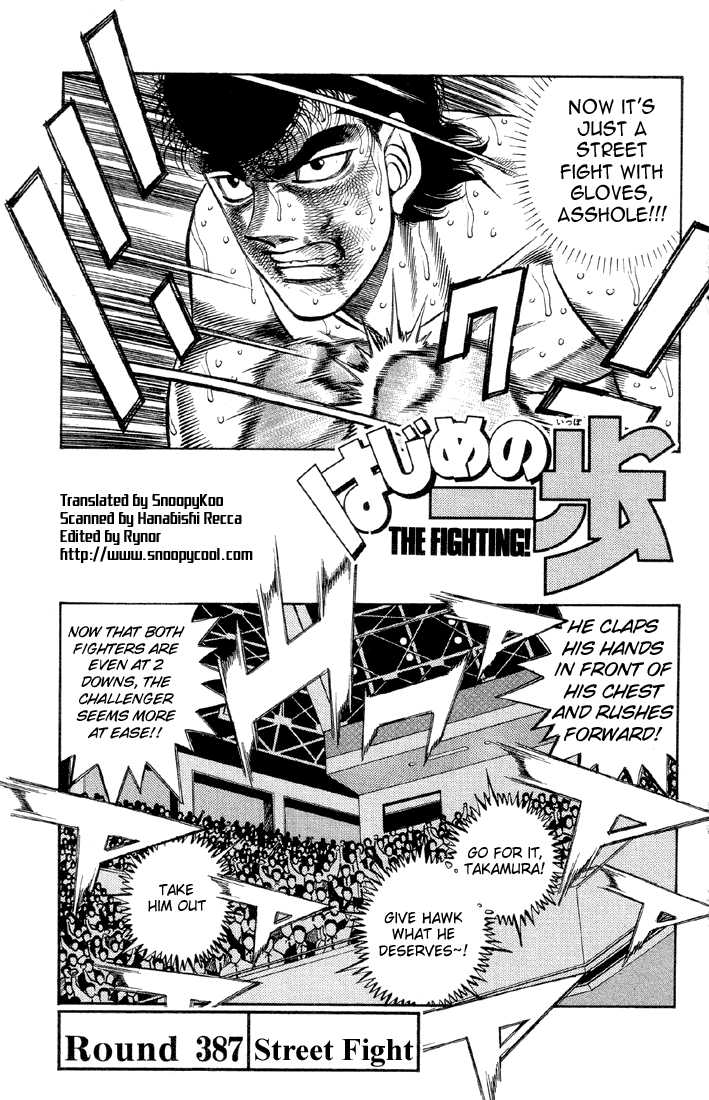 NOW IT'S
JUST A
STREET
FIGHT WITH
GLOVES,
ASSHOLE!!!
いっぽ
はじめの一歩
THE FIGHTING!
Translated by SnoopyKoo
Scanned by Hanabishi Recca
Edited by Rynor
http://www.snoopycool.com
HE CLAPS
HIS HANDS
IN FRONT OF
HIS CHEST
AND RUSHES
FORWARD!
NOW THAT BOTH
FIGHTERS ARE
EVEN AT 2
DOWNS, THE
CHALLENGER
SEEMS MORE
AT EASE!!
GO FOR IT,
TAKAMURA!
GIVE HAWK
WHAT HE
DESERVES~!
TAKE
HIM OUT
Round 387
Street Fight